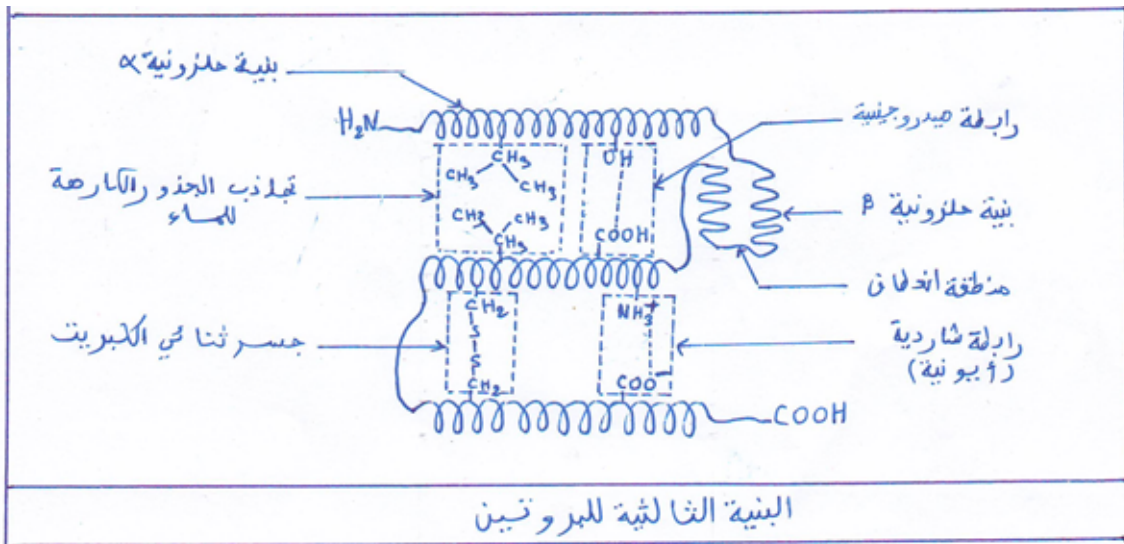 بنية حلزونية α
H₂N
رابطة هيدروجينية
CH₃
OH
CH₃
CH₃
تجاذب الجذور الكارهة
للماء
CH₃
CH₃
COOH
CH₃
بنية حلزونية β
منطقة انعطاف
CH₂
NH₃⁺
S
S
جسر ثنائي الكبريت
رابطة شاردية
(أيونية)
CH₂
COO⁻
COOH
البنية الثالثية للبروتين